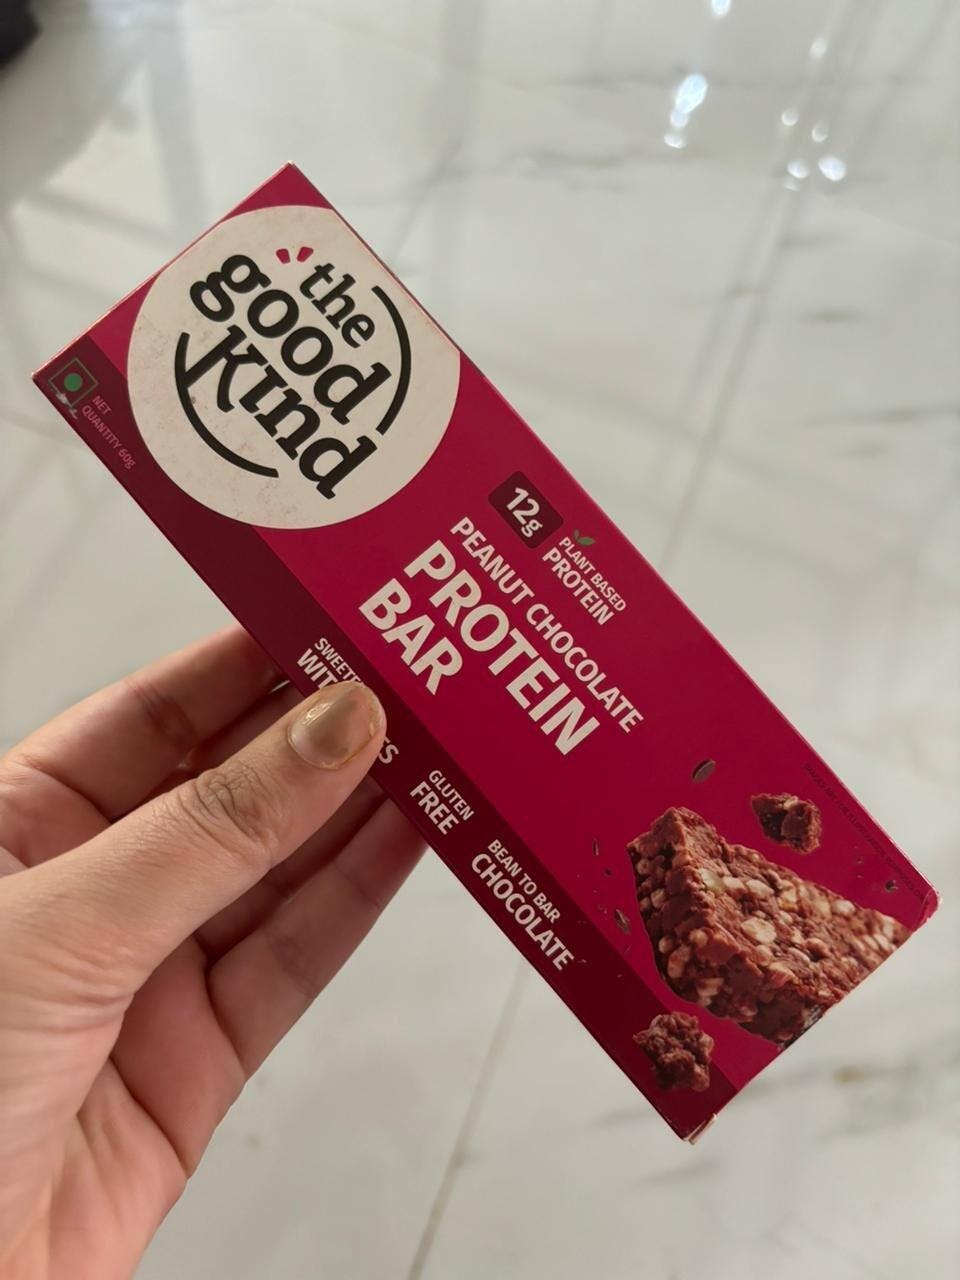 the
good
kind
NET
QUANTITY 60g
12g
PLANT BASED
PROTEIN
PEANUT CHOCOLATE
PROTEIN
BAR
GLUTEN
FREE
BEAN TO BAR
CHOCOLATE